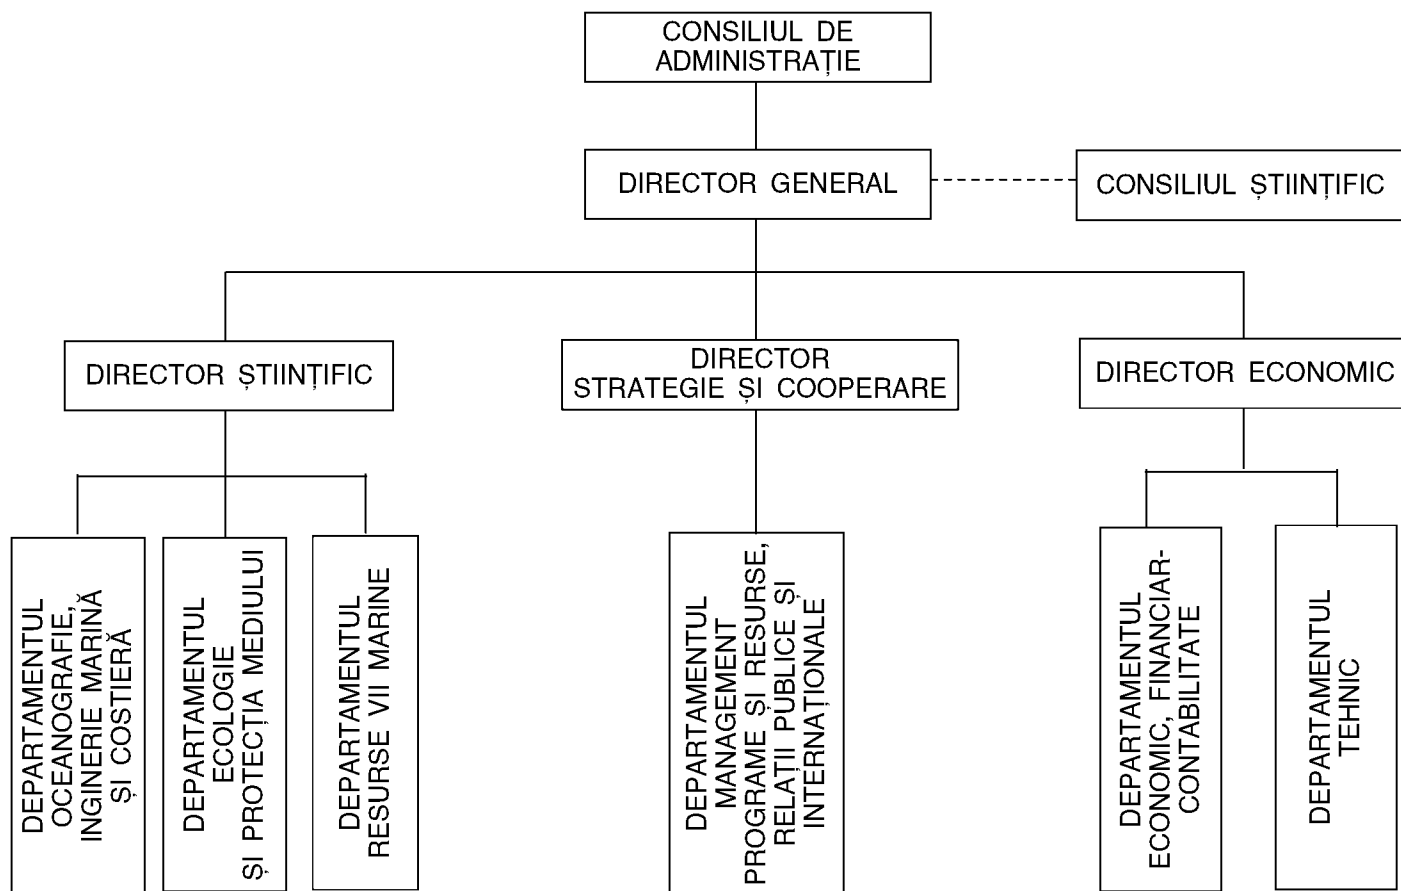 CONSILIUL DE
ADMINISTRAȚIE
DIRECTOR GENERAL
CONSILIUL ȘTIINȚIFIC
DIRECTOR ȘTIINȚIFIC
DIRECTOR
STRATEGIE ȘI COOPERARE
DIRECTOR ECONOMIC
DEPARTAMENTUL
OCEANOGRAFIE,
INGINERIE MARINĂ
ȘI COSTIERĂ
DEPARTAMENTUL
ECOLOGIE
ȘI PROTECȚIA MEDIULUI
DEPARTAMENTUL
RESURSE VII MARINE
DEPARTAMENTUL
MANAGEMENT
PROGRAME ȘI RESURSE,
RELAȚII PUBLICE ȘI
INTERNAȚIONALE
DEPARTAMENTUL
ECONOMIC, FINANCIAR-
CONTABILITATE
DEPARTAMENTUL
TEHNIC